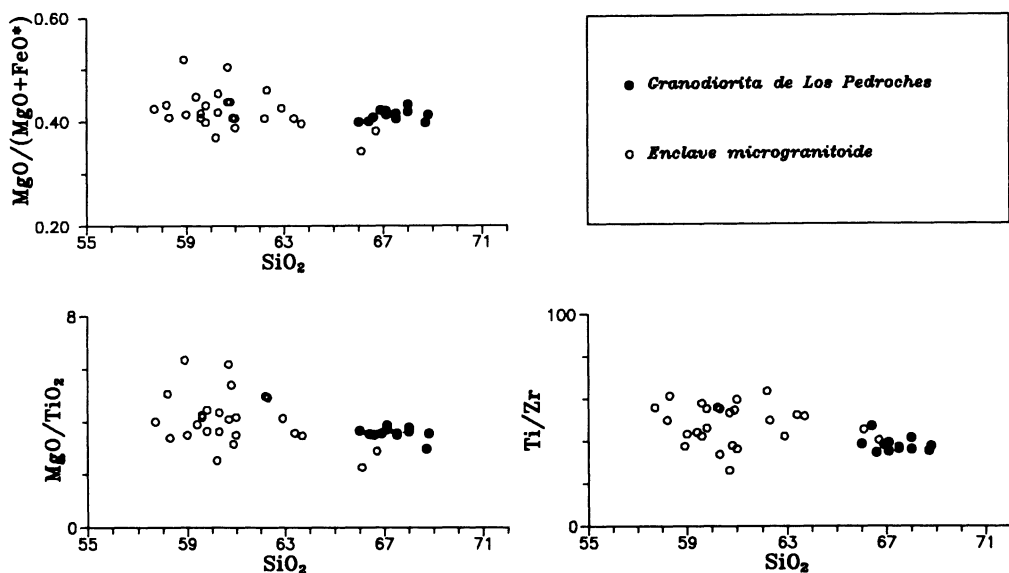 0.60
0.40
0.20
MgO/(MgO+FeO*)
55 59 63 67 71
SiO₂
Granodiorita de Los Pedroches
Enclave microgranitoide
8
0
MgO/TiO₂
55 59 63 67 71
SiO₂
100
0
Ti/Zr
55 59 63 67 71
SiO₂